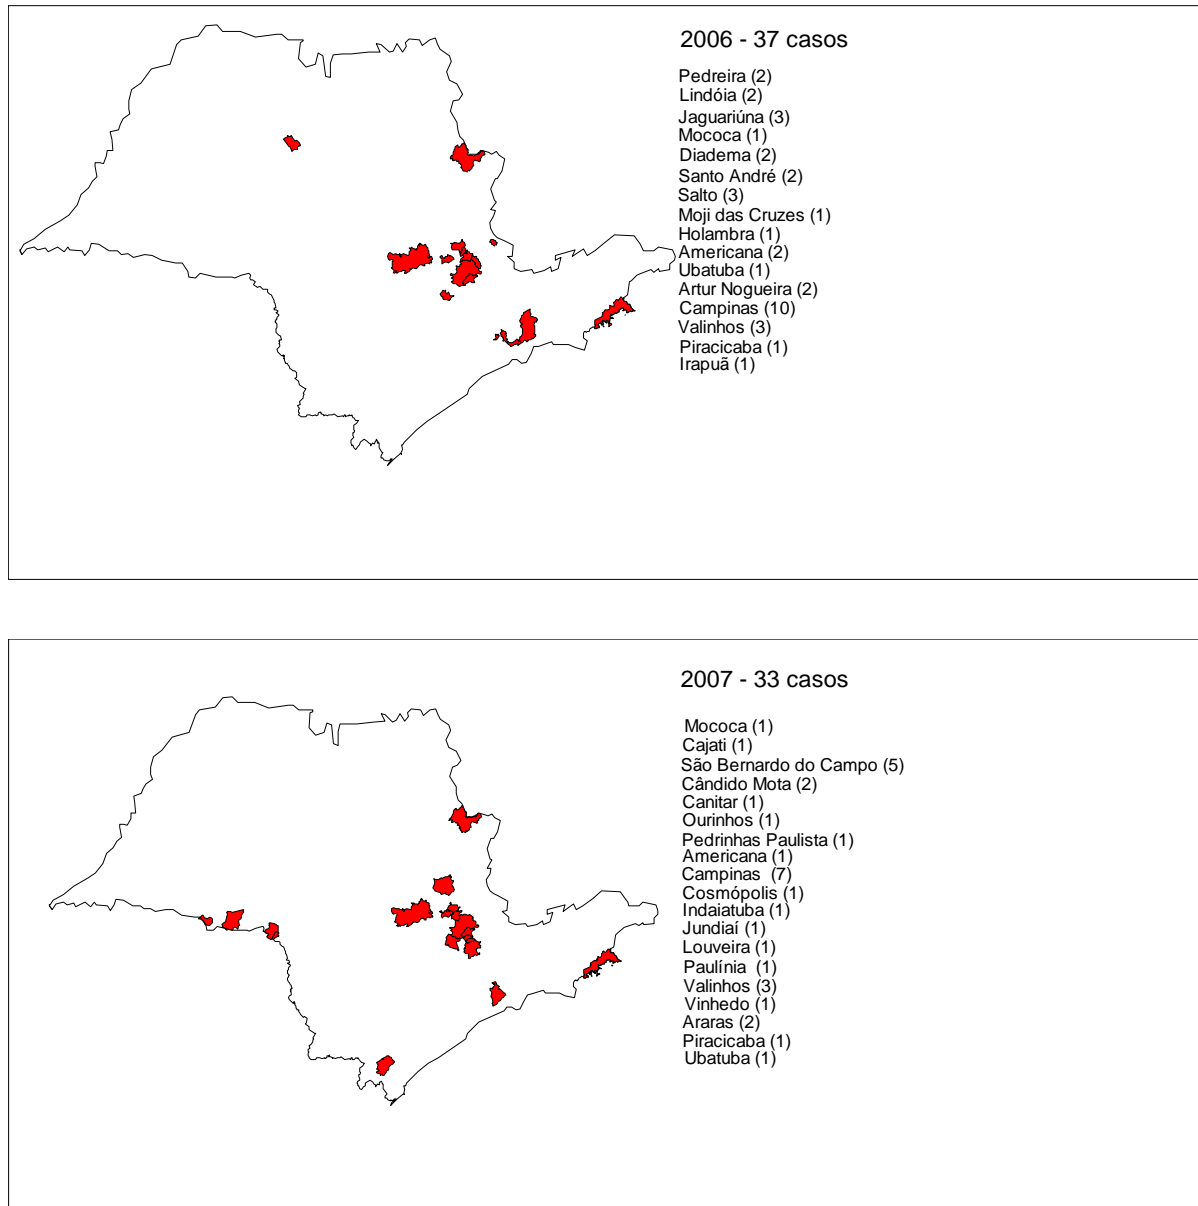 2006 - 37 casos
Pedreira (2)
Lindóia (2)
Jaguariúna (3)
Mococa (1)
Diadema (2)
Santo André (2)
Salto (3)
Moji das Cruzes (1)
Holambra (1)
Americana (2)
Ubatuba (1)
Artur Nogueira (2)
Campinas (10)
Valinhos (3)
Piracicaba (1)
Irapuã (1)
2007 - 33 casos
Mococa (1)
Cajati (1)
São Bernardo do Campo (5)
Cândido Mota (2)
Canitar (1)
Ourinhos (1)
Pedrinhas Paulista (1)
Americana (1)
Campinas (7)
Cosmópolis (1)
Indaiatuba (1)
Jundiaí (1)
Louveira (1)
Paulínia (1)
Valinhos (3)
Vinhedo (1)
Araras (2)
Piracicaba (1)
Ubatuba (1)